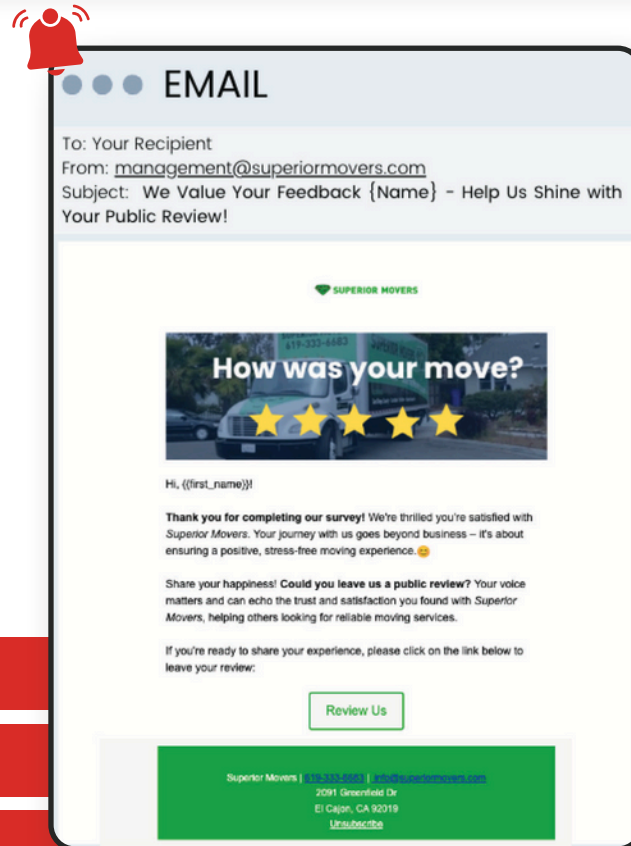 EMAIL
To: Your Recipient
From: management@superiormovers.com
Subject: We Value Your Feedback {Name} - Help Us Shine with
Your Public Review!
SUPERIOR MOVERS
619-333-6683
How was your move?
Hi, {{first_name}}!
Thank you for completing our survey! We're thrilled you're satisfied with
Superior Movers. Your journey with us goes beyond business – it's about
ensuring a positive, stress-free moving experience.😊
Share your happiness! Could you leave us a public review? Your voice
matters and can echo the trust and satisfaction you found with Superior
Movers, helping others looking for reliable moving services.
If you're ready to share your experience, please click on the link below to
leave your review:
Review Us
Superior Movers | 619-333-6683 | info@superiormovers.com
2091 Greenfield Dr
El Cajon, CA 92019
Unsubscribe